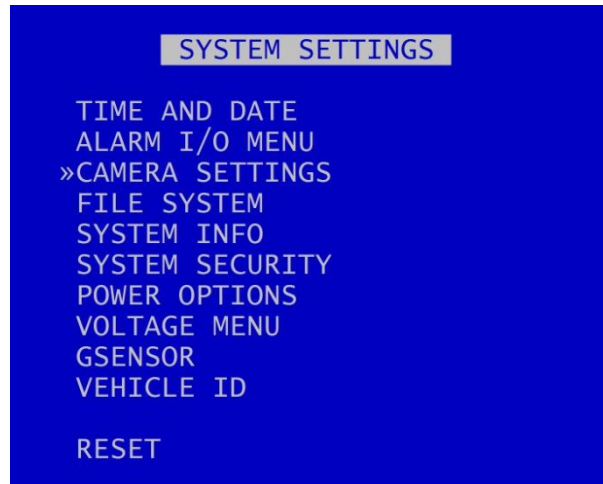 SYSTEM SETTINGS
TIME AND DATE
ALARM I/O MENU
»CAMERA SETTINGS
FILE SYSTEM
SYSTEM INFO
SYSTEM SECURITY
POWER OPTIONS
VOLTAGE MENU
GSENSOR
VEHICLE ID
RESET